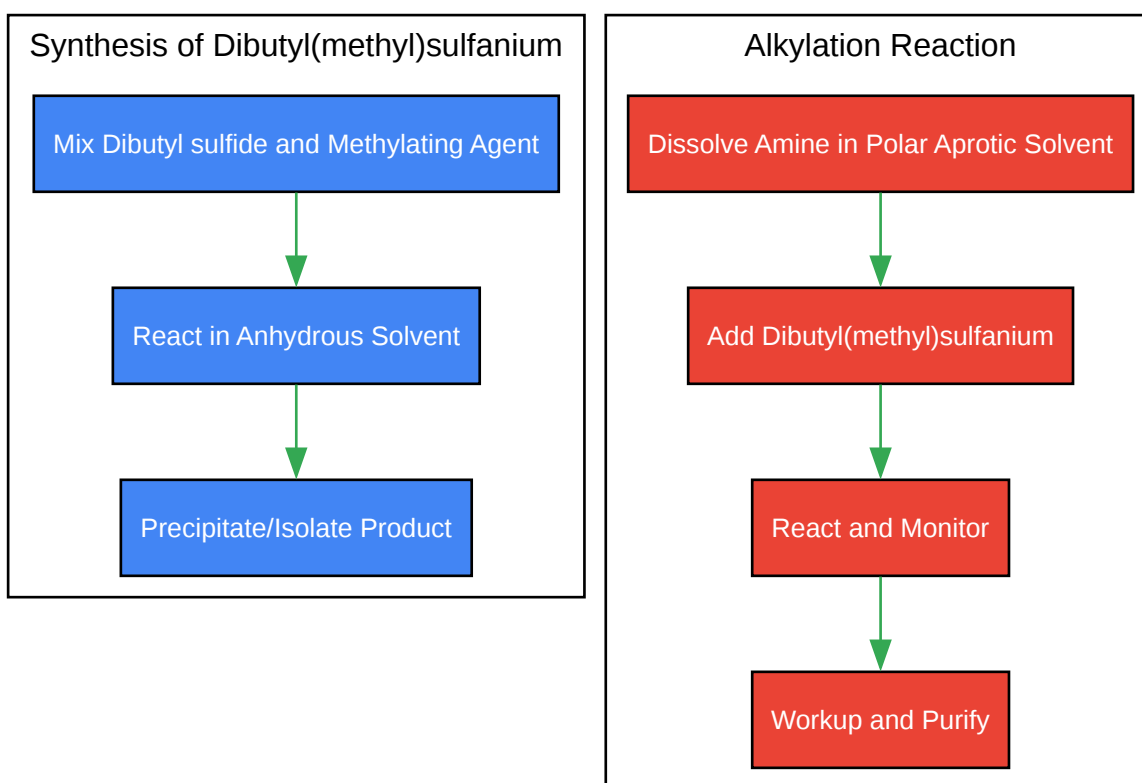 Synthesis of Dibutyl(methyl)sulfanium
Mix Dibutyl sulfide and Methylating Agent
React in Anhydrous Solvent
Precipitate/Isolate Product
Alkylation Reaction
Dissolve Amine in Polar Aprotic Solvent
Add Dibutyl(methyl)sulfanium
React and Monitor
Workup and Purify